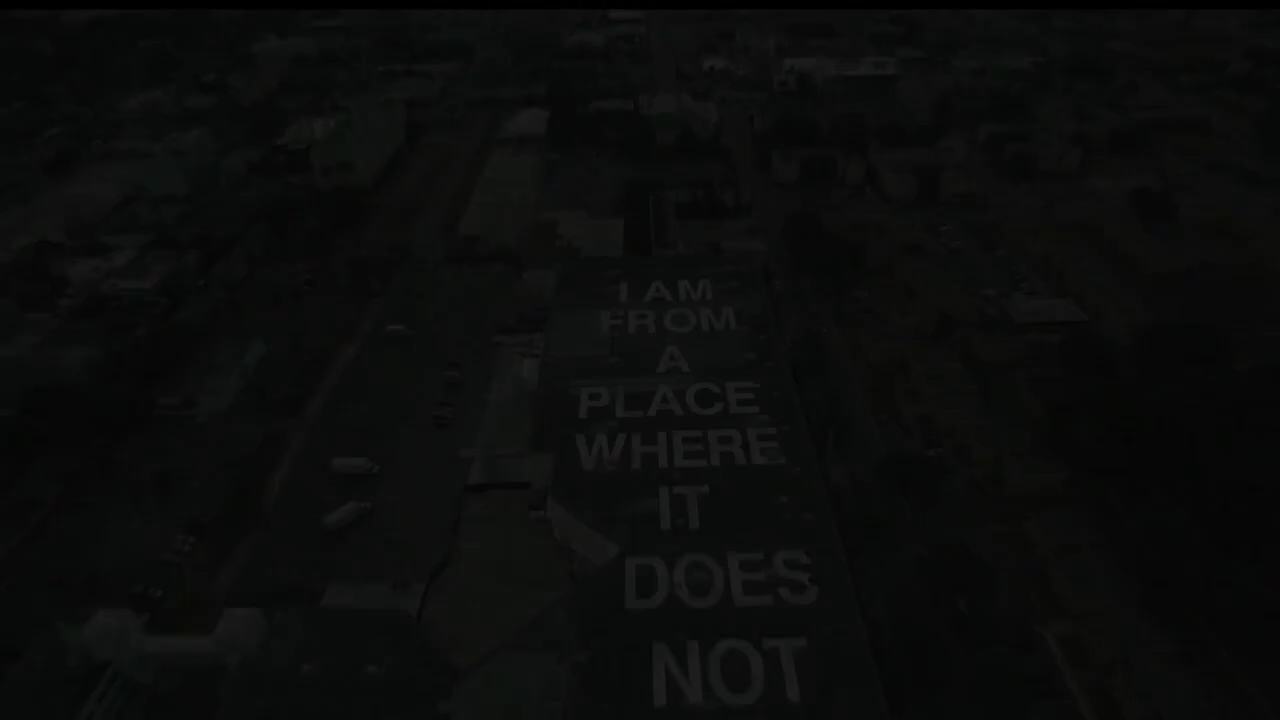 I AM
FROM
A
PLACE
WHERE
IT
DOES
NOT